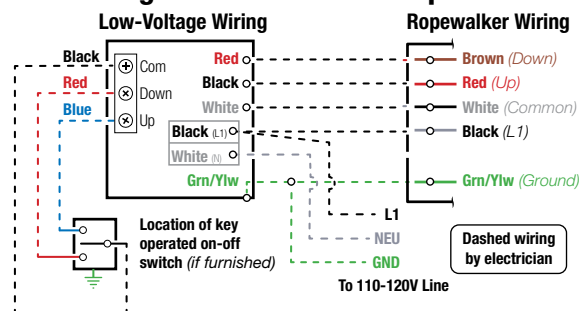 Low-Voltage Wiring
Ropewalker Wiring
Black
Com
Red
Down
Blue
Up
Red
Black
White
Black (L1)
White (N)
Grn/Ylw
Brown (Down)
Red (Up)
White (Common)
Black (L1)
Grn/Ylw (Ground)
L1
NEU
GND
To 110-120V Line
Location of key
operated on-off
switch (if furnished)
Dashed wiring
by electrician